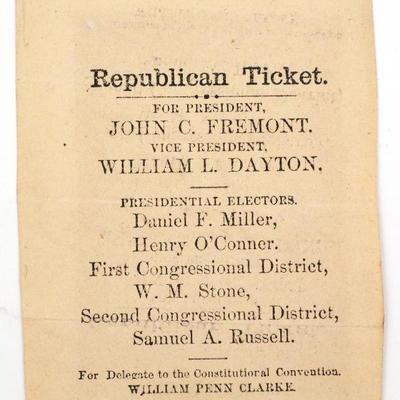 Republican Ticket.
FOR PRESIDENT,
JOHN C. FREMONT.
VICE PRESIDENT,
WILLIAM L. DAYTON.
PRESIDENTIAL ELECTORS.
Daniel F. Miller,
Henry O'Conner.
First Congressional District,
W. M. Stone,
Second Congressional District,
Samuel A. Russell.
For Delegate to the Constitutional Convention.
WILLIAM PENN CLARKE.